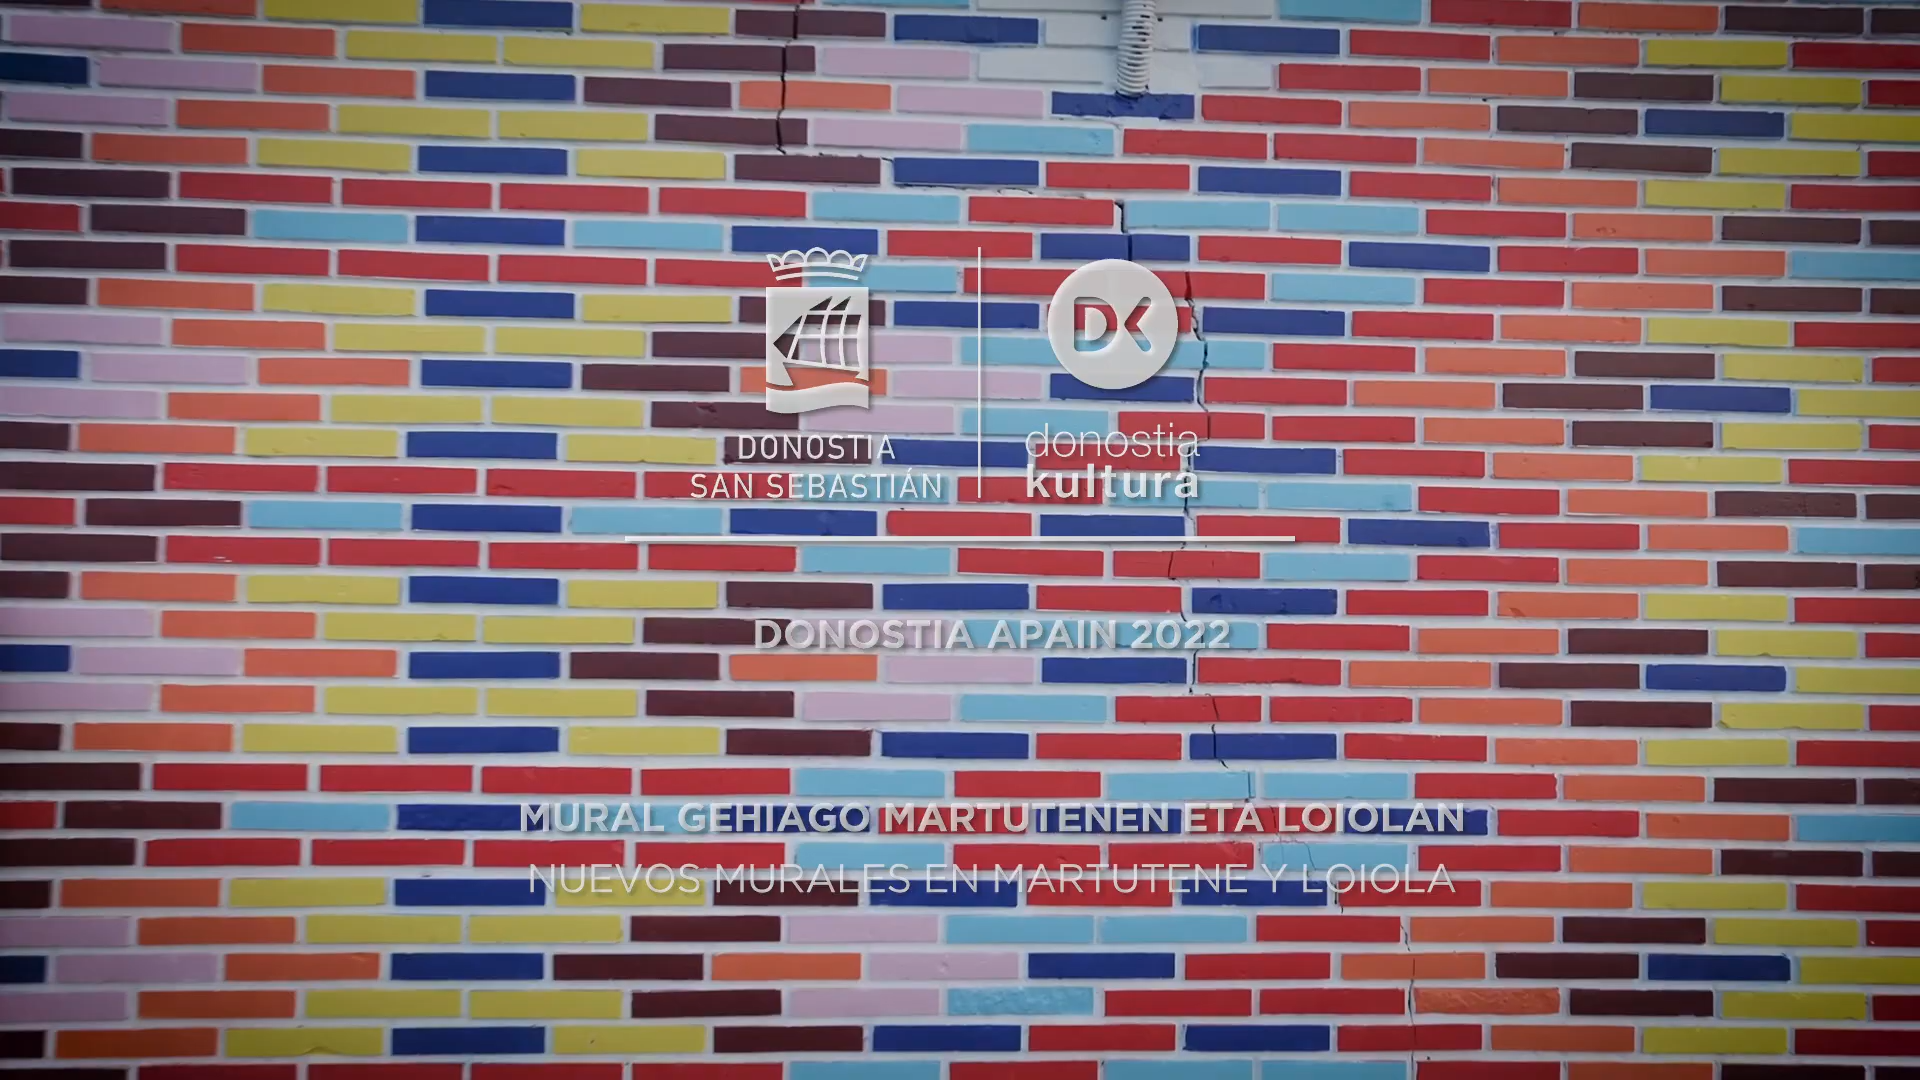 DONOSTIA
SAN SEBASTIÁN
DK
donostia
kultura
DONOSTIA APAIN 2022
MURAL GEHIAGO MARTUTENEN ETA LOIOLAN
NUEVOS MURALES EN MARTUTENE Y LOIOLA